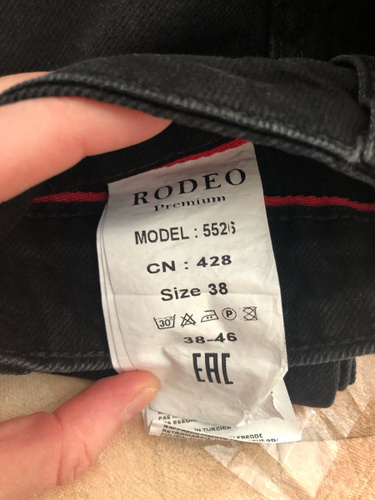 RODEO
Premium
MODEL : 5526
CN : 428
Size 38
30 P
38-46
EAC